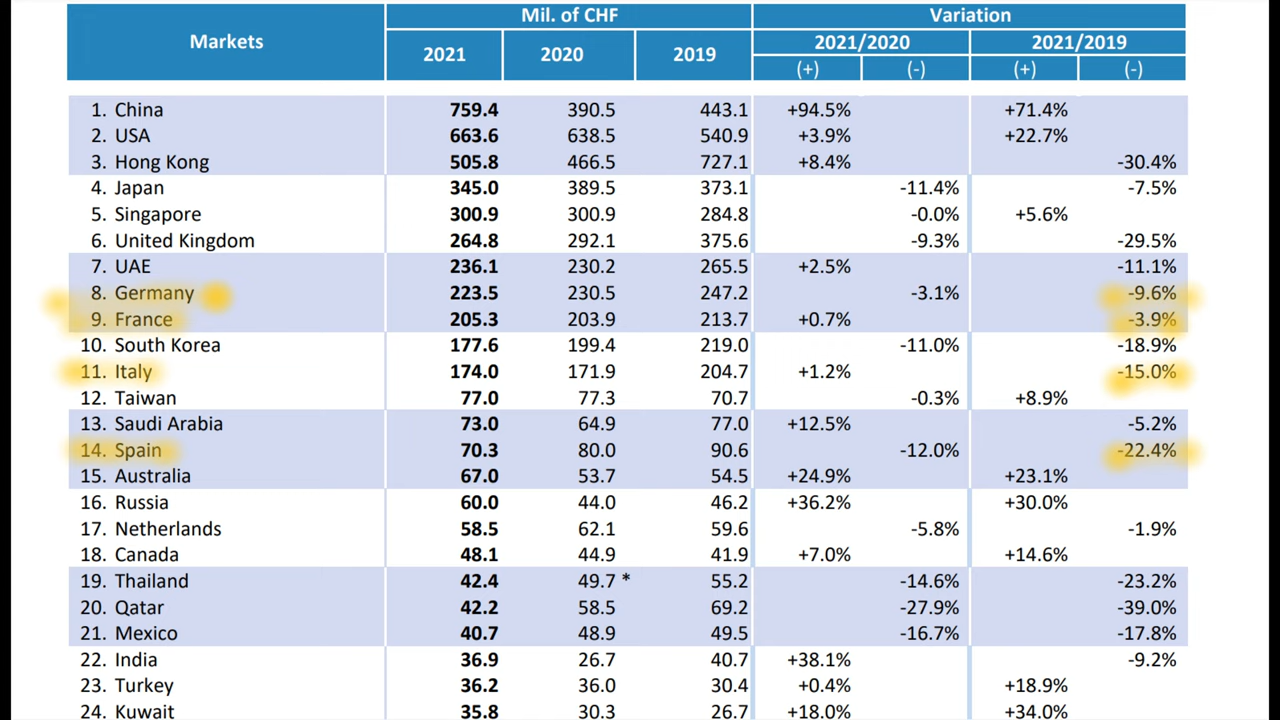 Markets Mil. of CHF Variation
2021 2020 2019 2021/2020 2021/2019
(+) (-) (+) (-)
1. China 759.4 390.5 443.1 +94.5% +71.4%
2. USA 663.6 638.5 540.9 +3.9% +22.7%
3. Hong Kong 505.8 466.5 727.1 +8.4% -30.4%
4. Japan 345.0 389.5 373.1 -11.4% -7.5%
5. Singapore 300.9 300.9 284.8 -0.0% +5.6%
6. United Kingdom 264.8 292.1 375.6 -9.3% -29.5%
7. UAE 236.1 230.2 265.5 +2.5% -11.1%
8. Germany 223.5 230.5 247.2 -3.1% -9.6%
9. France 205.3 203.9 213.7 +0.7% -3.9%
10. South Korea 177.6 199.4 219.0 -11.0% -18.9%
11. Italy 174.0 171.9 204.7 +1.2% -15.0%
12. Taiwan 77.0 77.3 70.7 -0.3% +8.9%
13. Saudi Arabia 73.0 64.9 77.0 +12.5% -5.2%
14. Spain 70.3 80.0 90.6 -12.0% -22.4%
15. Australia 67.0 53.7 54.5 +24.9% +23.1%
16. Russia 60.0 44.0 46.2 +36.2% +30.0%
17. Netherlands 58.5 62.1 59.6 -5.8% -1.9%
18. Canada 48.1 44.9 41.9 +7.0% +14.6%
19. Thailand 42.4 49.7 * 55.2 -14.6% -23.2%
20. Qatar 42.2 58.5 69.2 -27.9% -39.0%
21. Mexico 40.7 48.9 49.5 -16.7% -17.8%
22. India 36.9 26.7 40.7 +38.1% -9.2%
23. Turkey 36.2 36.0 30.4 +0.4% +18.9%
24. Kuwait 35.8 30.3 26.7 +18.0% +34.0%